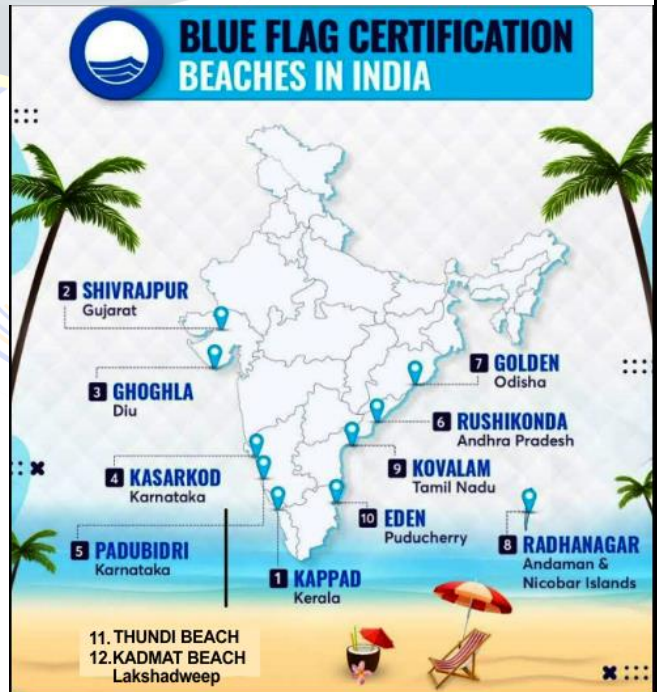 BLUE FLAG CERTIFICATION
BEACHES IN INDIA
2 SHIVRAJPUR
Gujarat
3 GHOGHLA
Diu
4 KASARKOD
Karnataka
5 PADUBIDRI
Karnataka
7 GOLDEN
Odisha
6 RUSHIKONDA
Andhra Pradesh
9 KOVALAM
Tamil Nadu
10 EDEN
Puducherry
8 RADHANAGAR
Andaman &
Nicobar Islands
1 KAPPAD
Kerala
11. THUNDI BEACH
12.KADMAT BEACH
Lakshadweep